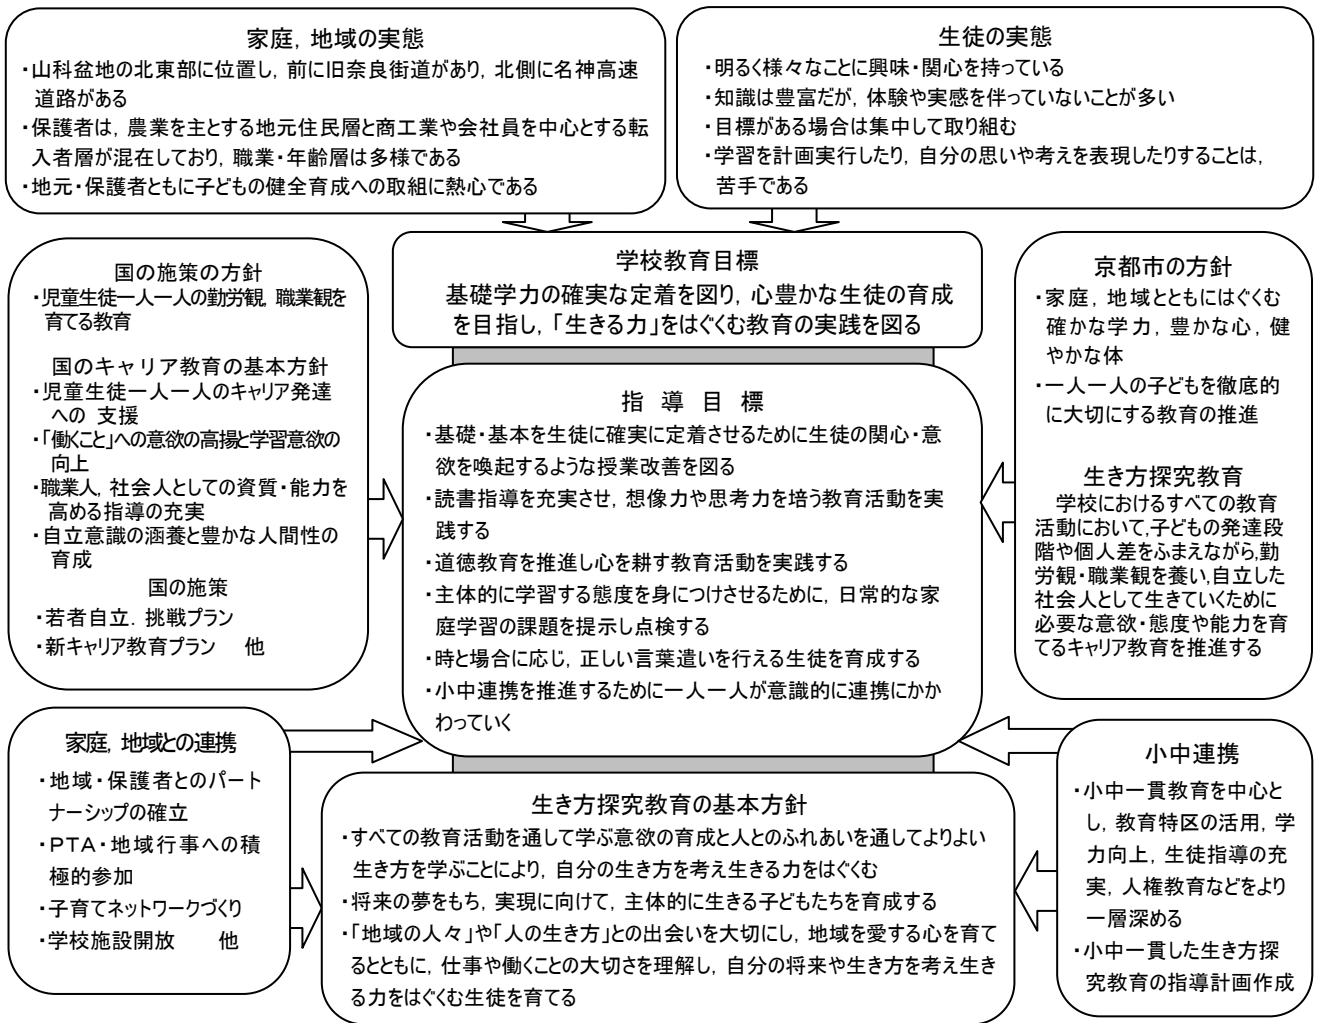 家庭，地域の実態
・山科盆地の北東部に位置し，前に旧奈良街道があり，北側に名神高速
道路がある
・保護者は，農業を主とする地元住民層と商工業や会社員を中心とする転
入者層が混在しており，職業・年齢層は多様である
・地元・保護者ともに子どもの健全育成への取組に熱心である
生徒の実態
・明るく様々なことに興味・関心を持っている
・知識は豊富だが，体験や実感を伴っていないことが多い
・目標がある場合は集中して取り組む
・学習を計画実行したり，自分の思いや考えを表現したりすることは，
苦手である
学校教育目標
基礎学力の確実な定着を図り，心豊かな生徒の育成
を目指し，「生きる力」をはぐくむ教育の実践を図る
国の施策の方針
・児童生徒一人一人の勤労観，職業観を
育てる教育
国のキャリア教育の基本方針
・児童生徒一人一人のキャリア発達
への 支援
・「働くこと」への意欲の高揚と学習意欲の
向上
・職業人，社会人としての資質・能力を
高める指導の充実
・自立意識の涵養と豊かな人間性の
育成
国の施策
・若者自立．挑戦プラン
・新キャリア教育プラン　他
指 導 目 標
・基礎・基本を生徒に確実に定着させるために生徒の関心・意
欲を喚起するような授業改善を図る
・読書指導を充実させ，想像力や思考力を培う教育活動を実
践する
・道徳教育を推進し心を耕す教育活動を実践する
・主体的に学習する態度を身につけさせるために，日常的な家
庭学習の課題を提示し点検する
・時と場合に応じ，正しい言葉遣いを行える生徒を育成する
・小中連携を推進するために一人一人が意識的に連携にかか
わっていく
京都市の方針
・家庭，地域とともにはぐくむ
確かな学力，豊かな心，健
やかな体
・一人一人の子どもを徹底的
に大切にする教育の推進
生き方探究教育
学校におけるすべての教育
活動において,子どもの発達段
階や個人差をふまえながら,勤
労観・職業観を養い,自立した
社会人として生きていくために
必要な意欲・態度や能力を育
てるキャリア教育を推進する
家庭，地域との連携
・地域・保護者とのパート
ナーシップの確立
・ＰＴＡ・地域行事への積
極的参加
・子育てネットワークづくり
・学校施設開放　他
生き方探究教育の基本方針
・すべての教育活動を通して学ぶ意欲の育成と人とのふれあいを通してよりよい
生き方を学ぶことにより，自分の生き方を考え生きる力をはぐくむ
・将来の夢をもち，実現に向けて，主体的に生きる子どもたちを育成する
・「地域の人々」や「人の生き方」との出会いを大切にし，地域を愛する心を育て
るとともに，仕事や働くことの大切さを理解し，自分の将来や生き方を考え生き
る力をはぐくむ生徒を育てる
小中連携
・小中一貫教育を中心と
し，教育特区の活用，学
力向上，生徒指導の充
実，人権教育などをより
一層深める
・小中一貫した生き方探
究教育の指導計画作成